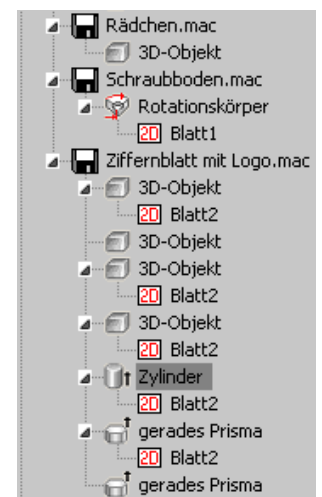 Rädchen.mac
3D-Objekt
Schraubboden.mac
Rotationskörper
2D Blatt1
Ziffernblatt mit Logo.mac
3D-Objekt
2D Blatt2
3D-Objekt
3D-Objekt
2D Blatt2
3D-Objekt
2D Blatt2
Zylinder
2D Blatt2
gerades Prisma
2D Blatt2
gerades Prisma